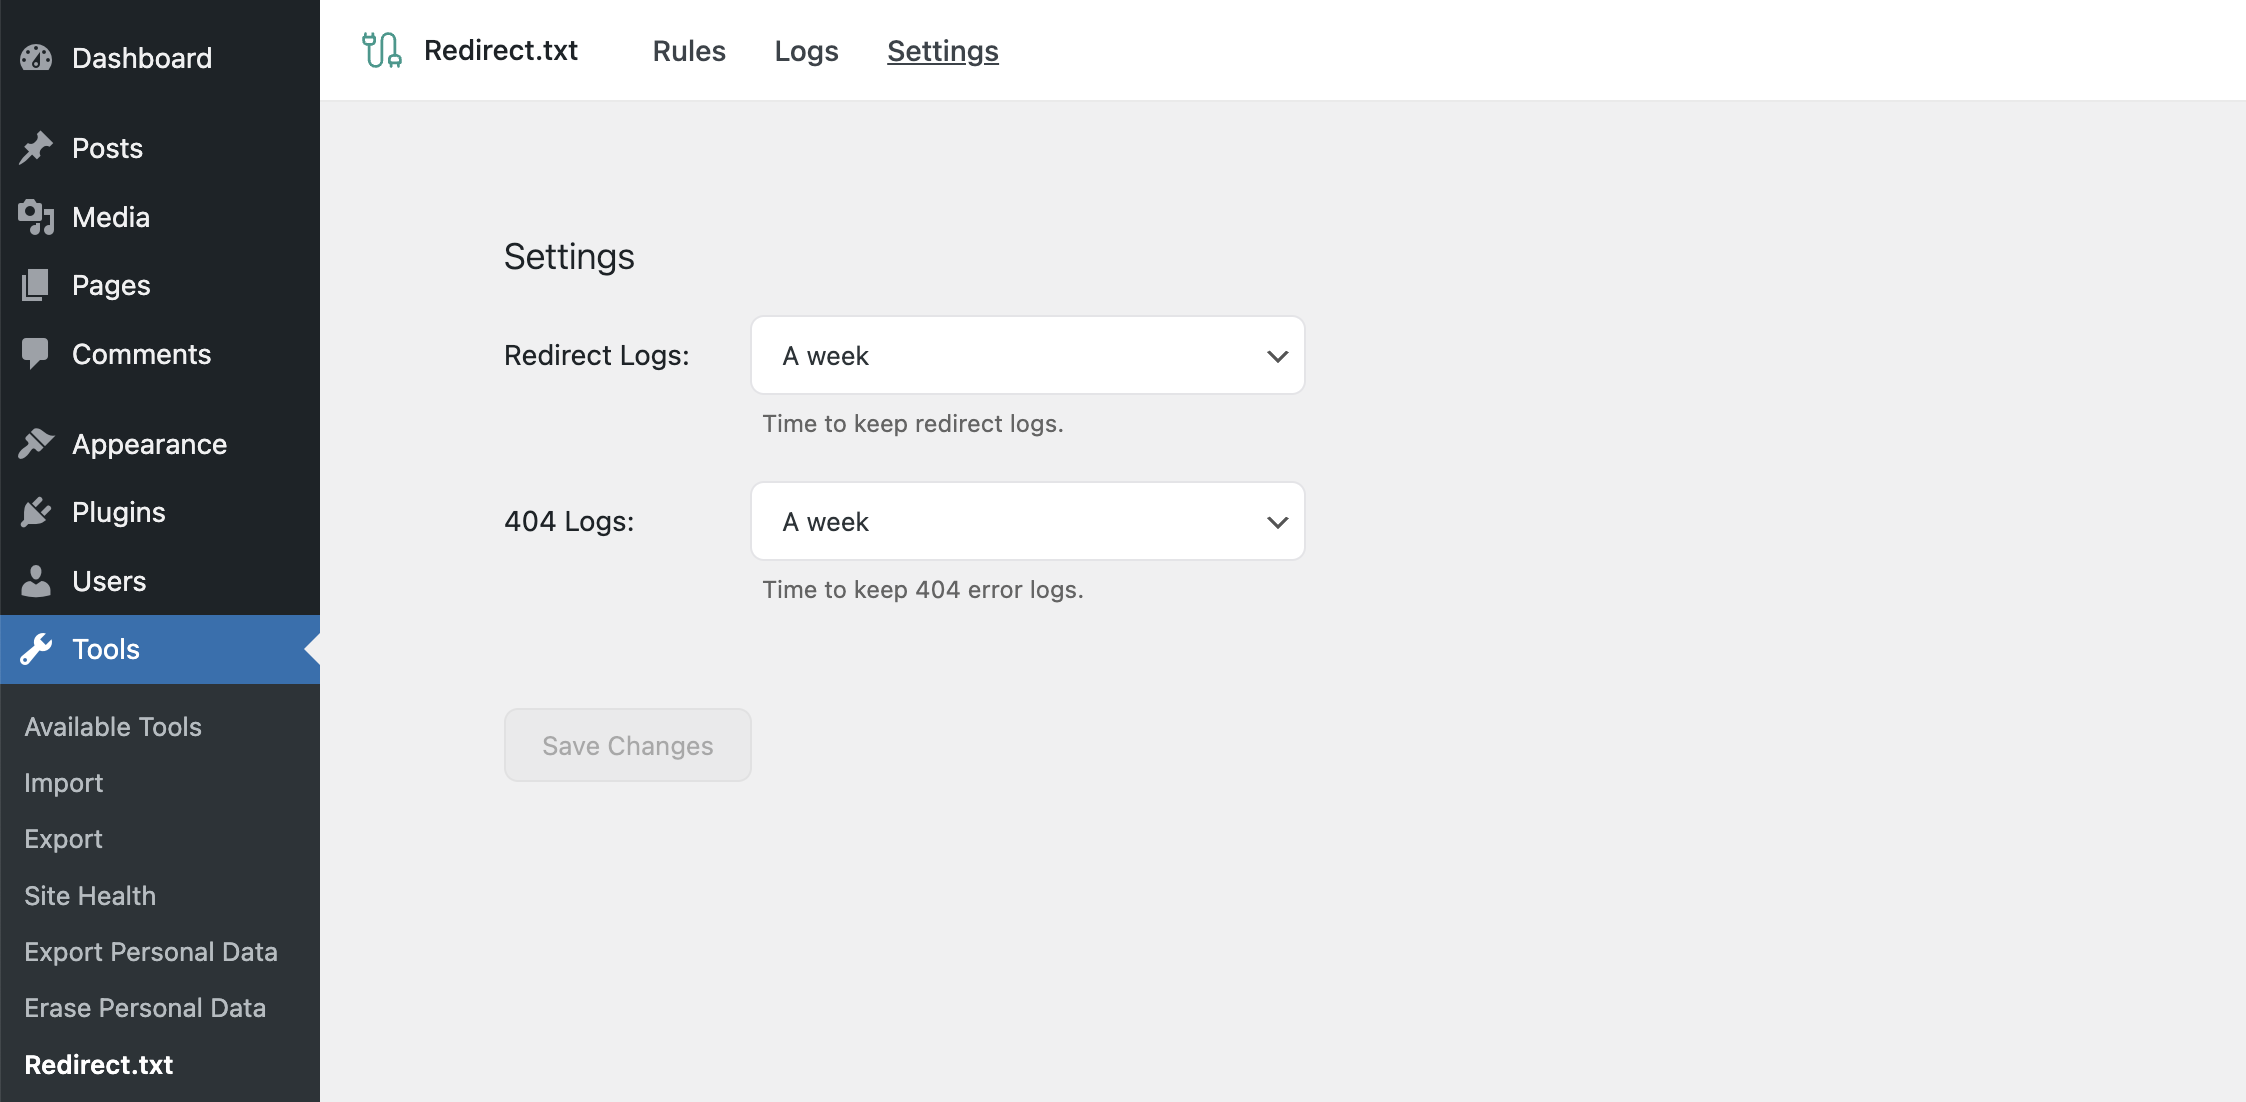 Dashboard
Posts
Media
Pages
Comments
Appearance
Plugins
Users
Tools
Available Tools
Import
Export
Site Health
Export Personal Data
Erase Personal Data
Redirect.txt
Redirect.txt Rules Logs Settings
Settings
Redirect Logs: A week
Time to keep redirect logs.
404 Logs: A week
Time to keep 404 error logs.
Save Changes